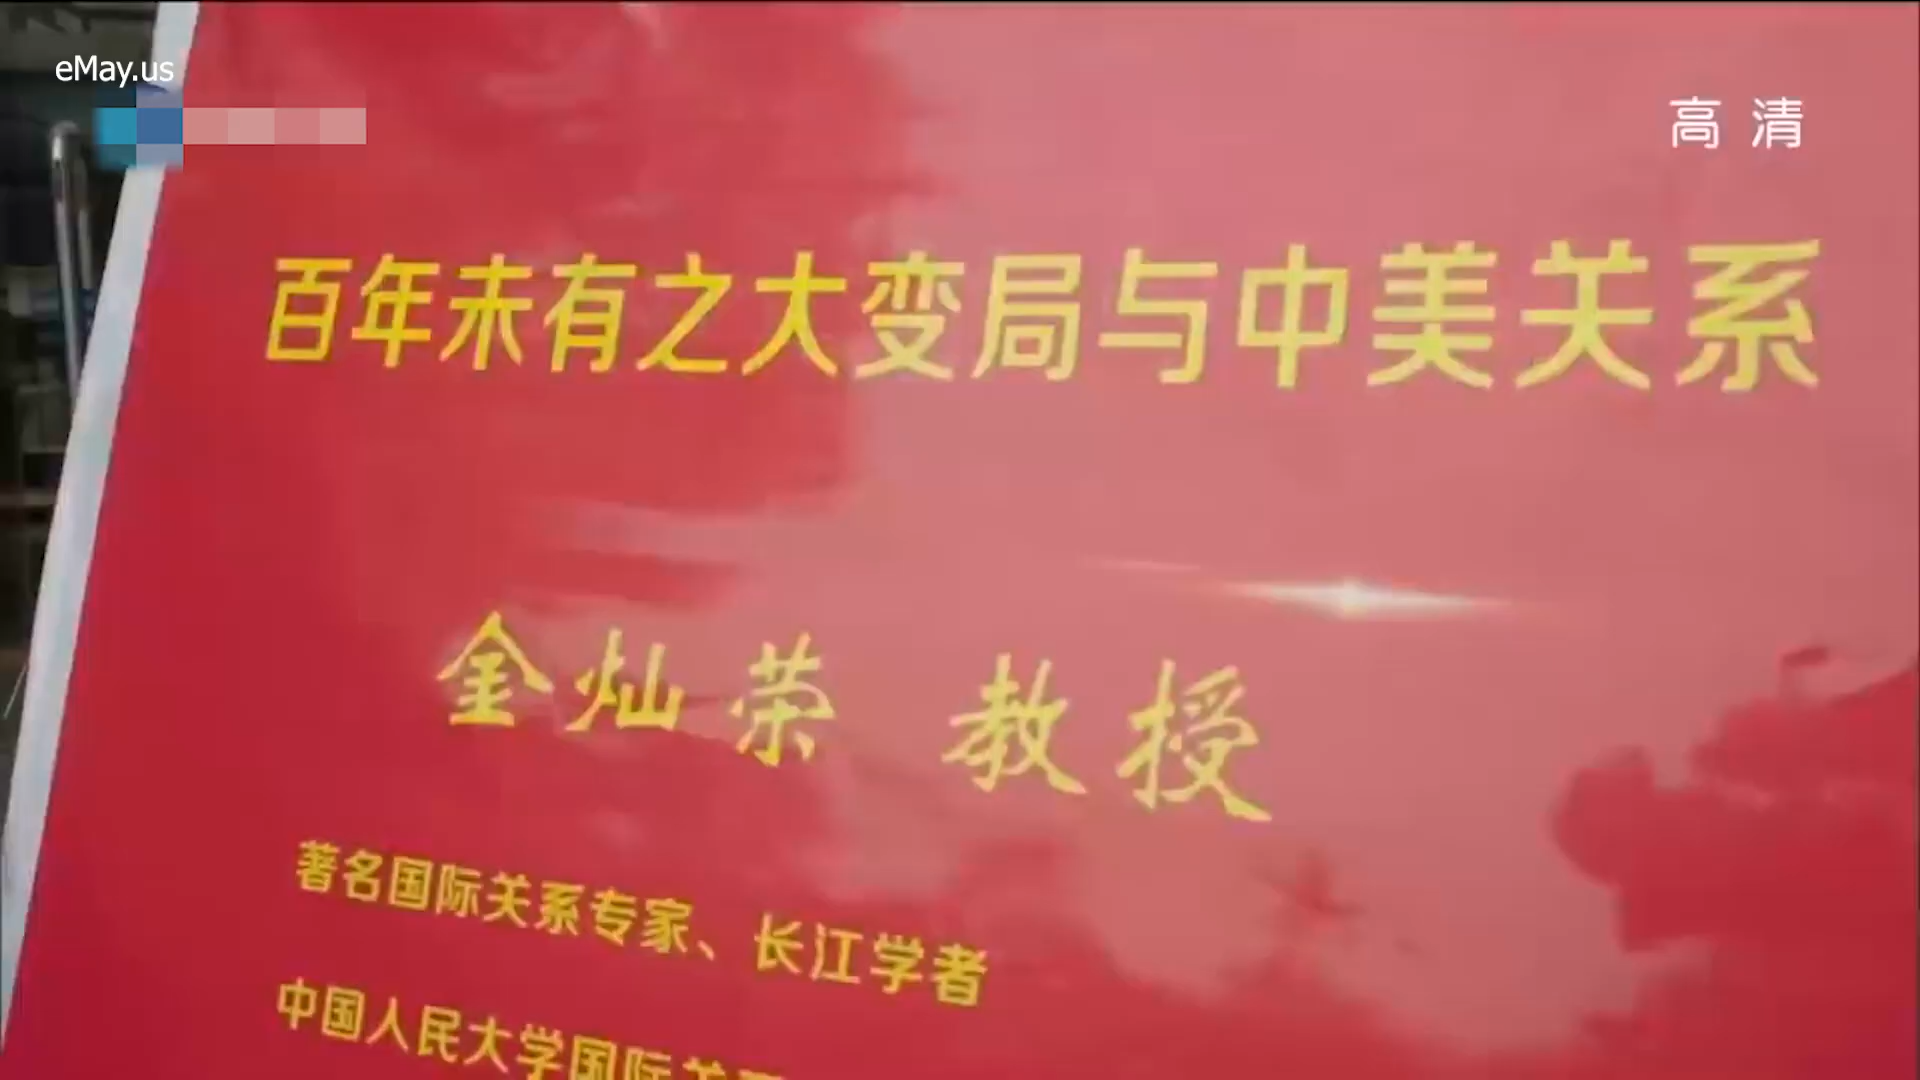 eMay.us
高清
百年未有之大变局与中美关系
金灿荣 教授
著名国际关系专家、长江学者
中国人民大学国际关系